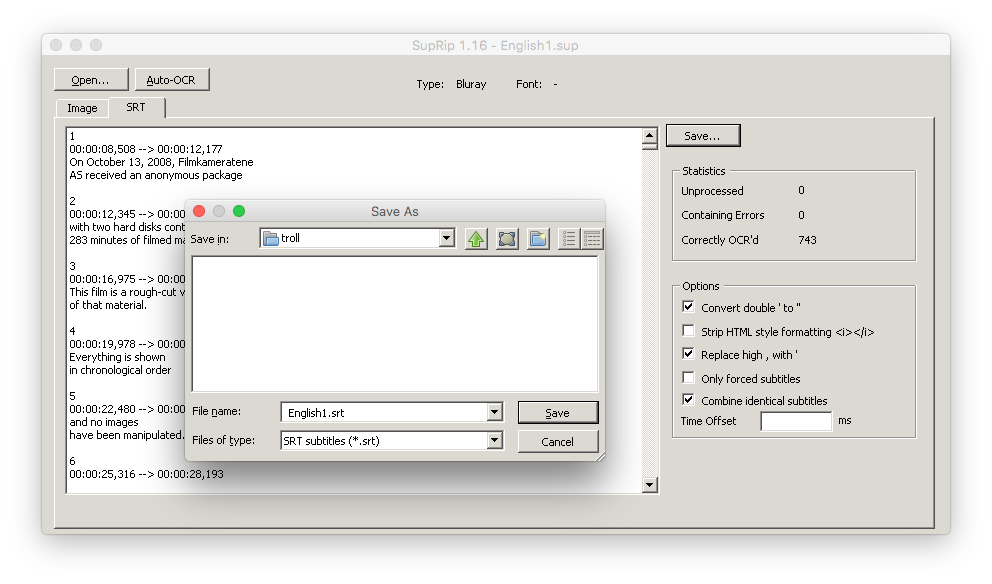 SupRip 1.16 - English1.sup
Open...
Auto-OCR
Type: Bluray Font: -
Image
SRT
1
00:00:08,508 --> 00:00:12,177
On October 13, 2008, Filmkameratene
AS received an anonymous package
2
00:00:12,345 --> 00:00
with two hard disks cont
283 minutes of filmed ma
3
00:00:16,975 --> 00:00
This film is a rough-cut v
of that material.
4
00:00:19,978 --> 00:00
Everything is shown
in chronological order
5
00:00:22,480 --> 00:00
and no images
have been manipulated.
6
00:00:25,316 --> 00:00:28,193
Save As
Save in: troll
File name: English1.srt
Save
Files of type: SRT subtitles (*.srt)
Cancel
Save...
Statistics
Unprocessed 0
Containing Errors 0
Correctly OCR'd 743
Options
Convert double ' to "
Strip HTML style formatting <i></i>
Replace high , with '
Only forced subtitles
Combine identical subtitles
Time Offset ms